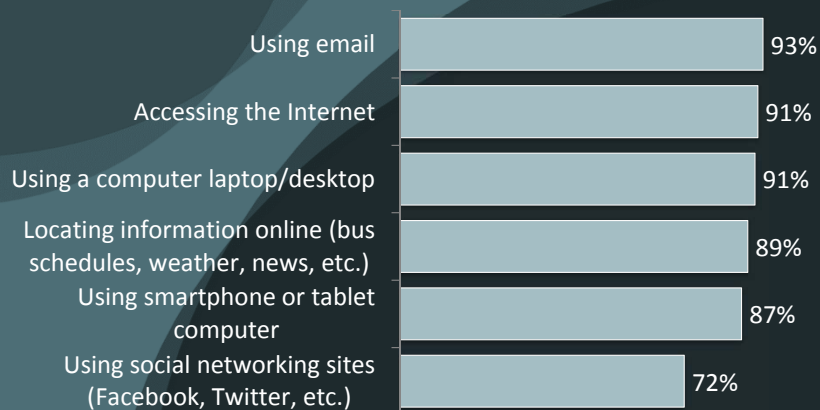 Using email
93%
Accessing the Internet
91%
Using a computer laptop/desktop
91%
Locating information online (bus
schedules, weather, news, etc.)
89%
Using smartphone or tablet
computer
87%
Using social networking sites
(Facebook, Twitter, etc.)
72%